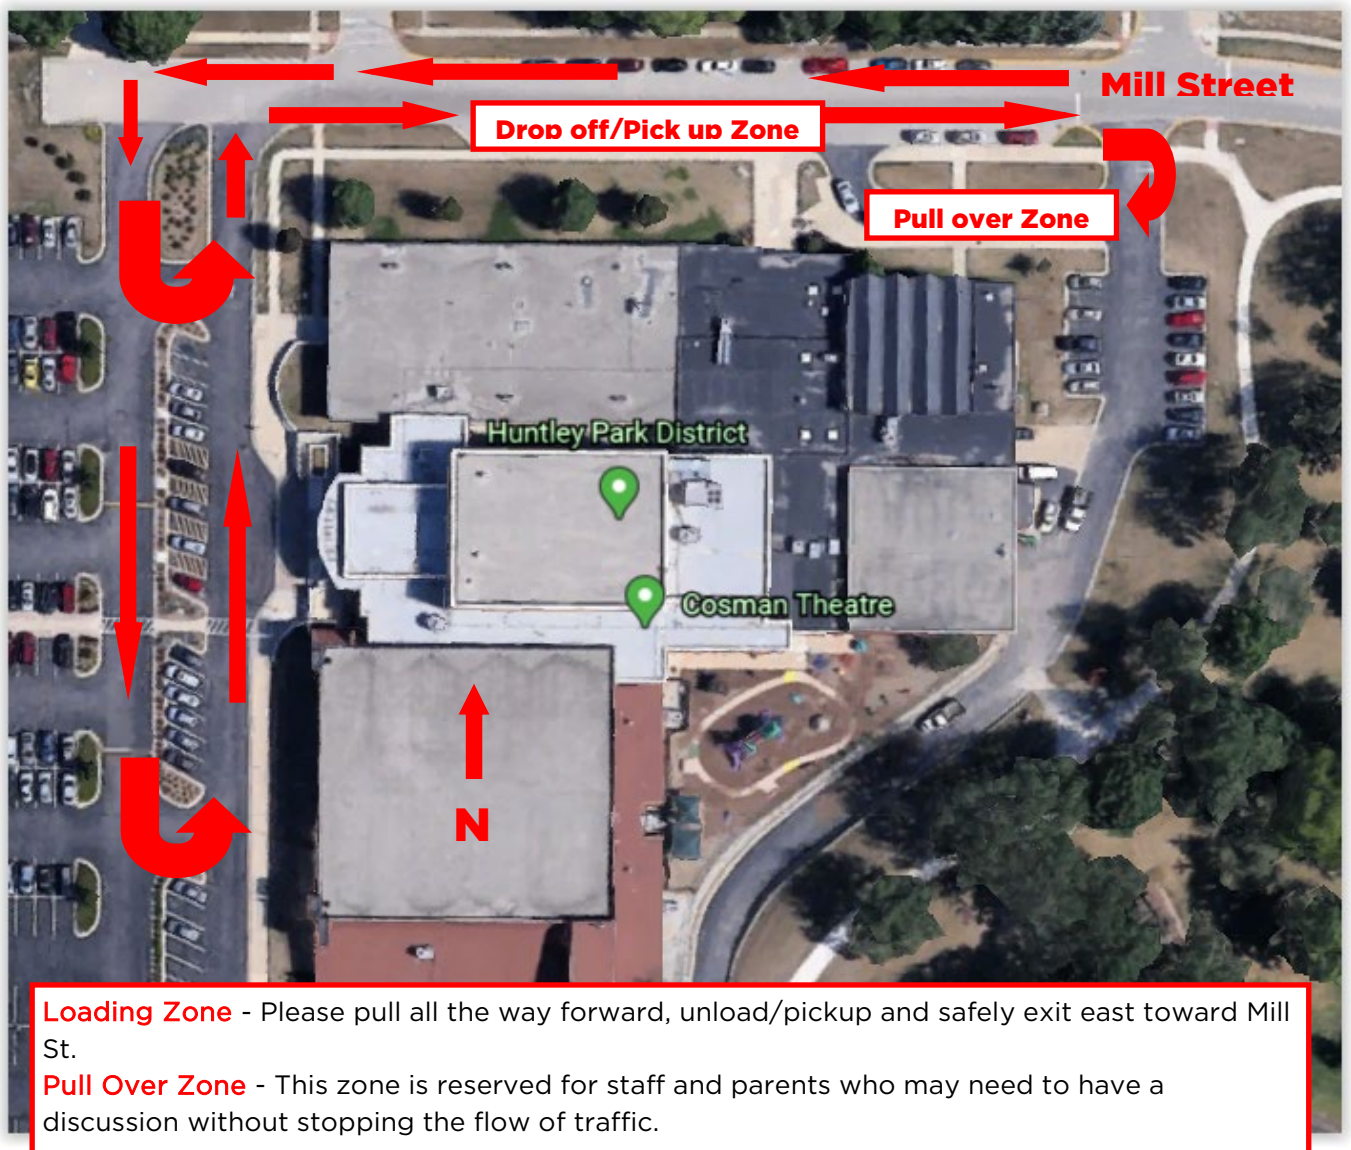 Mill Street
Drop off/Pick up Zone
Pull over Zone
Huntley Park District
Cosman Theatre
N
Loading Zone - Please pull all the way forward, unload/pickup and safely exit east toward Mill
St.
Pull Over Zone - This zone is reserved for staff and parents who may need to have a
discussion without stopping the flow of traffic.